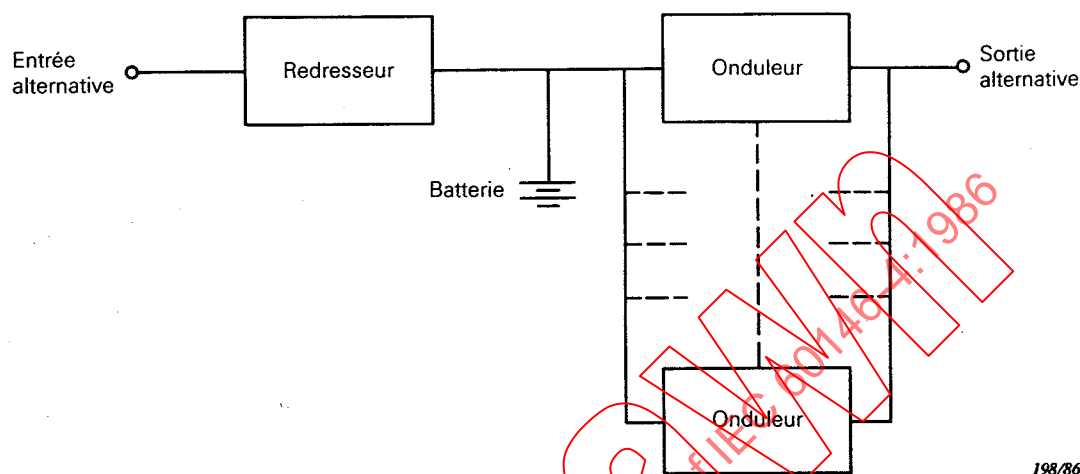 Entrée
alternative
Redresseur
Onduleur
Sortie
alternative
Batterie
Onduleur
f IEC 60146-4:1986
198/86